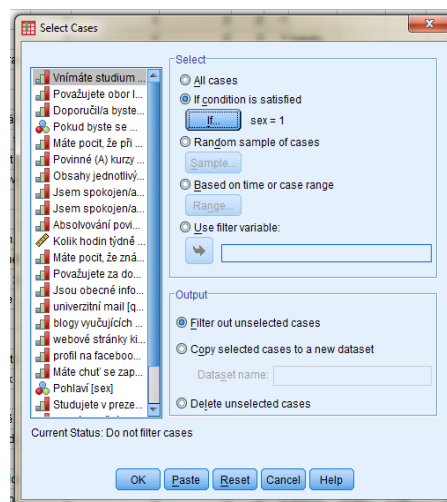 Select Cases
Vnímáte studium ...
Považujete obor l...
Doporučil/a byste...
Pokud byste se ...
Máte pocit, že při ...
Povinné (A) kurzy ...
Obsahy jednotlivý...
Jsem spokojen/a...
Jsem spokojen/a...
Absolvování povi...
Kolik hodin týdně ...
Máte pocit, že zná...
Považujete za do...
Jsou obecné info...
univerzitní mail [q...
blogy vyučujících ...
webové stránky ki...
profil na faceboo...
Máte chuť se zap...
Pohlaví [sex]
Studujete v preze...
Select
All cases
If condition is satisfied
If... sex = 1
Random sample of cases
Sample...
Based on time or case range
Range...
Use filter variable:
Output
Filter out unselected cases
Copy selected cases to a new dataset
Dataset name:
Delete unselected cases
Current Status: Do not filter cases
OK Paste Reset Cancel Help